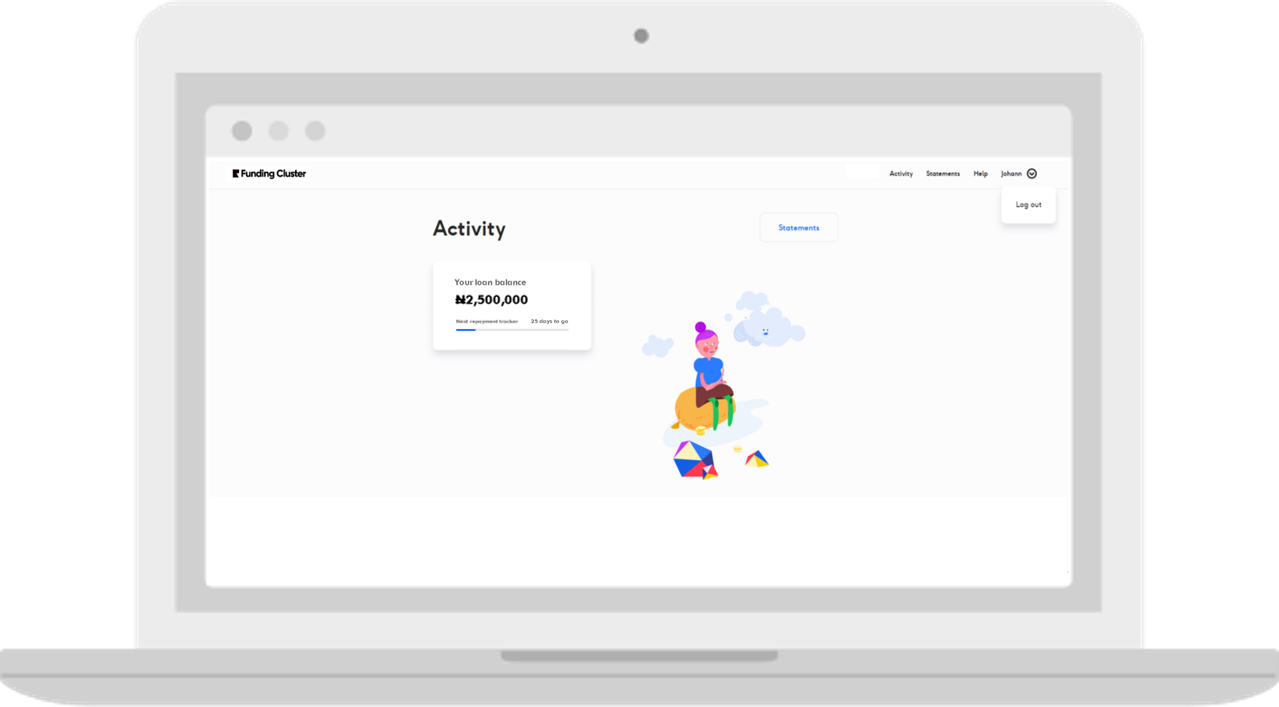 Funding Cluster
Activity Statements Help Johann
Log out
Activity
Statements
Your loan balance
₦2,500,000
Next repayment tracker 25 days to go